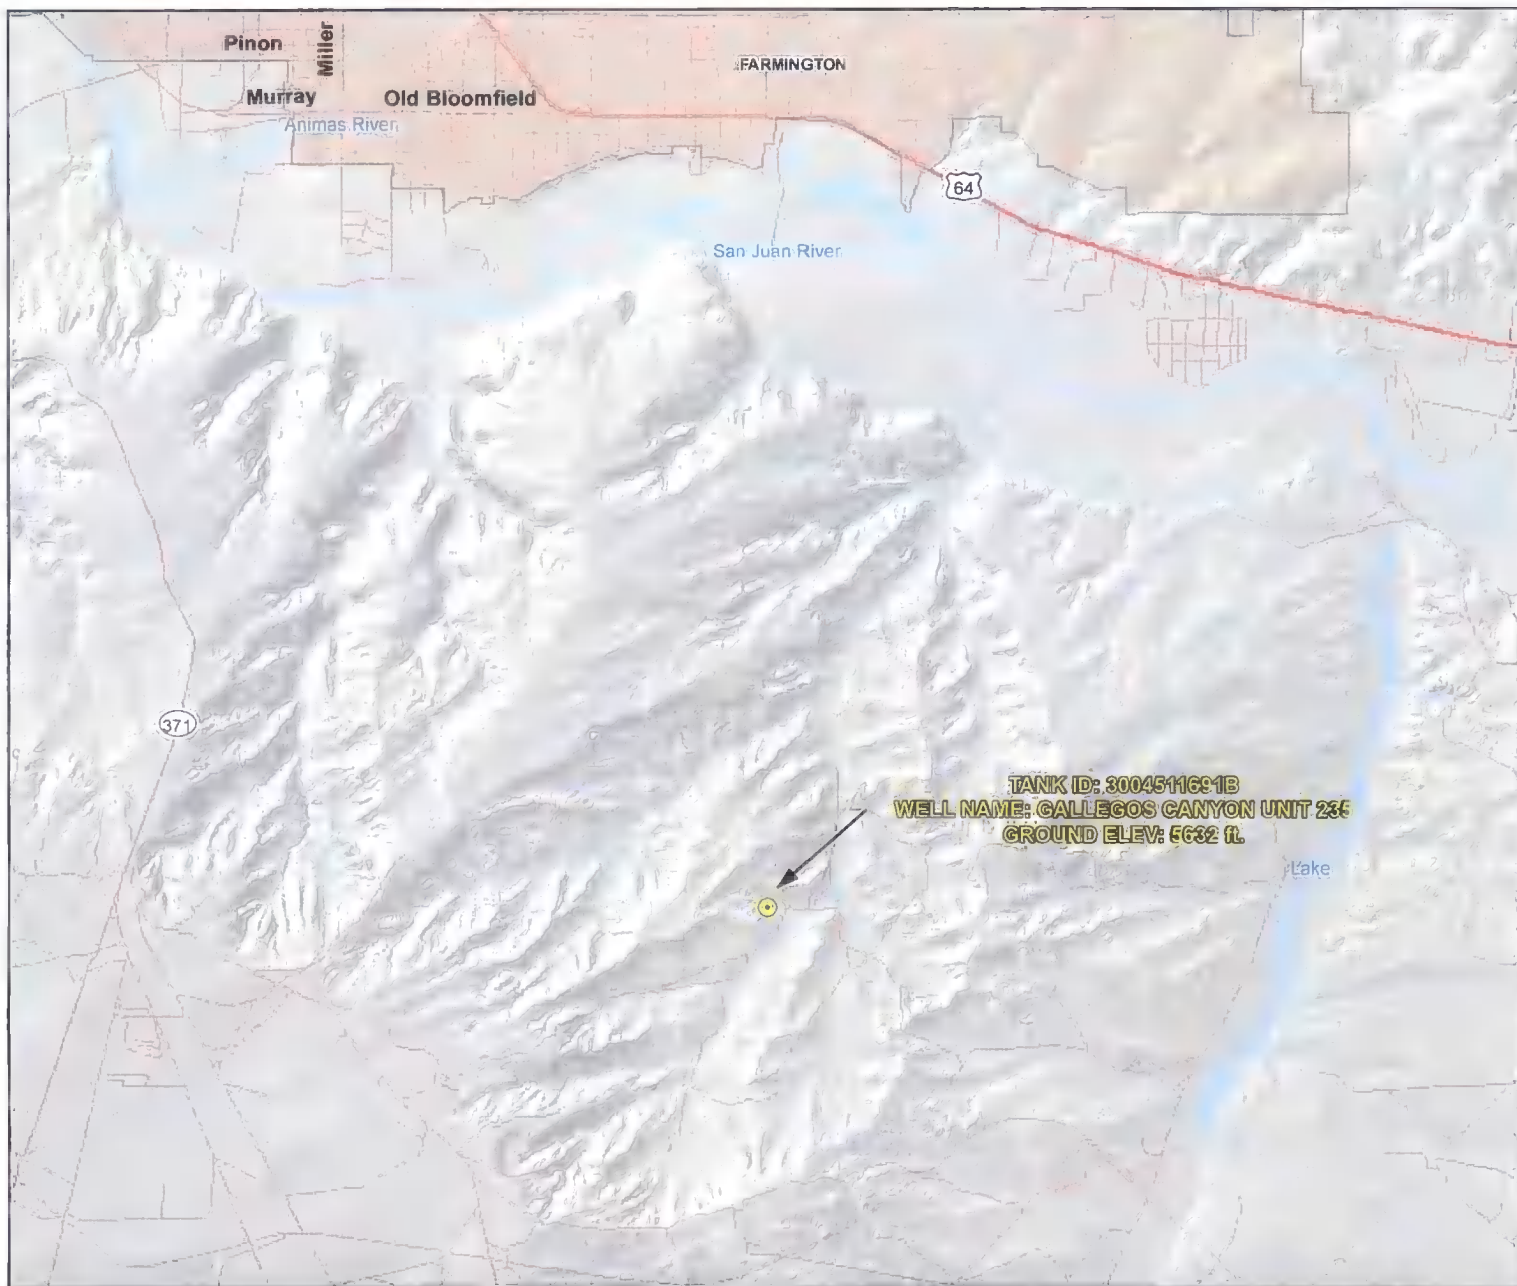 Pinon
Miller
FARMINGTON
Murray
Old Bloomfield
Animas River
64
San Juan River
371
TANK ID: 3004511691B
WELL NAME: GALLEGOS CANYON UNIT 235
GROUND ELEV: 5632 ft.
Lake